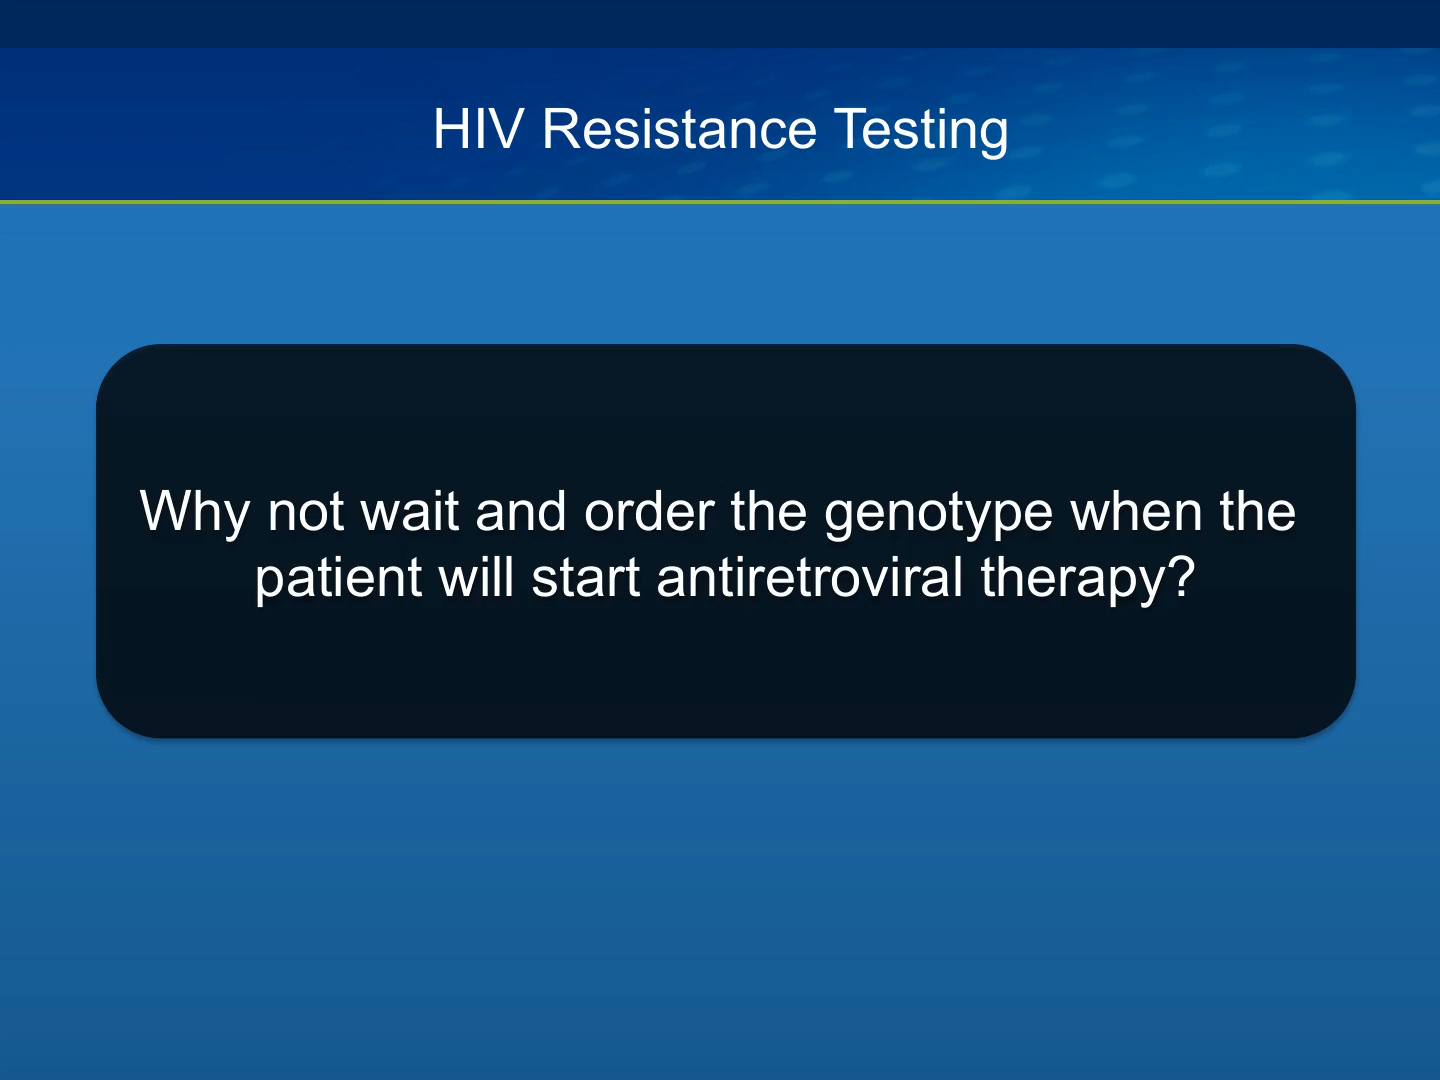 HIV Resistance Testing
Why not wait and order the genotype when the
patient will start antiretroviral therapy?